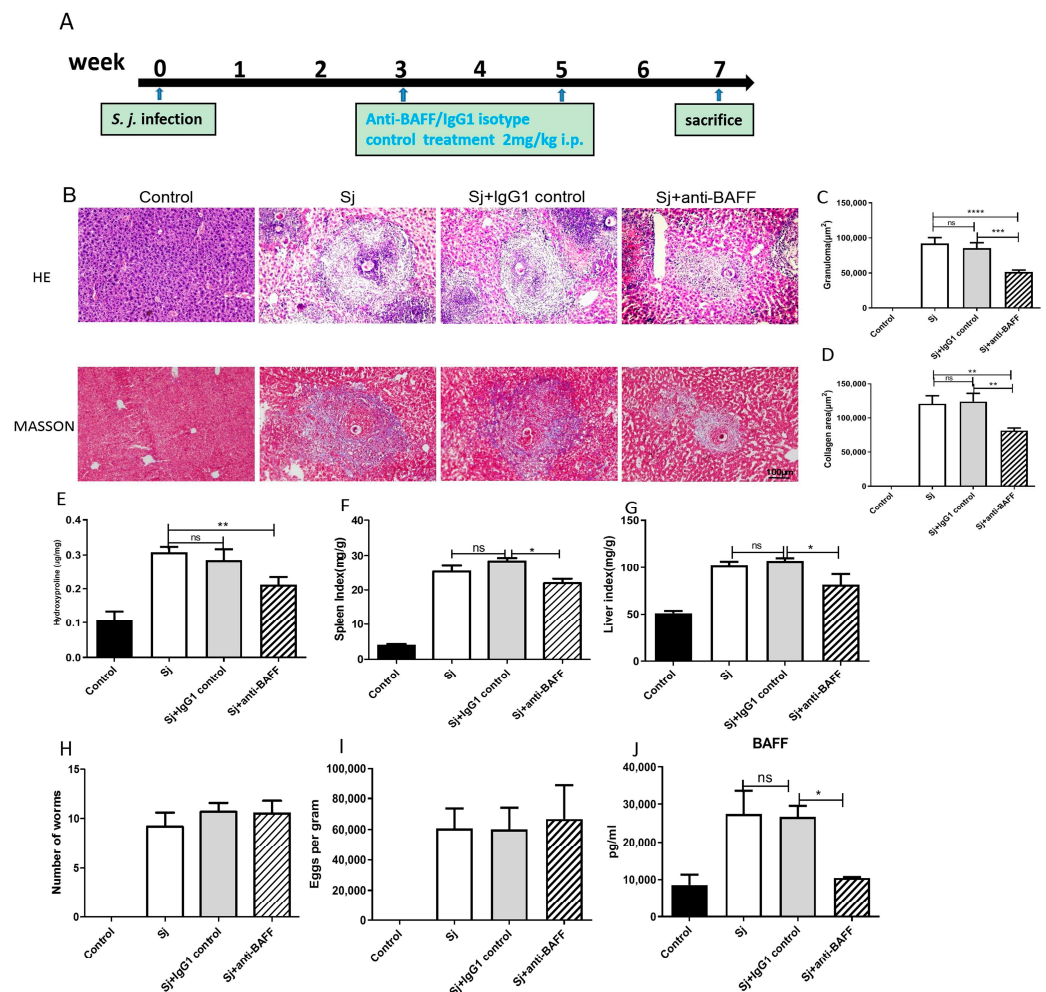 A
week 0 1 2 3 4 5 6 7
S. j. infection
Anti-BAFF/IgG1 isotype
control treatment 2mg/kg i.p.
sacrifice
B
Control Sj Sj+IgG1 control Sj+anti-BAFF
HE
MASSON
100μm
C
Granuloma(μm²)
150,000
100,000
50,000
0
****
ns
***
Control Sj Sj+IgG1 control Sj+anti-BAFF
D
Collagen area(μm²)
150,000
100,000
50,000
0
**
ns
**
Control Sj Sj+IgG1 control Sj+anti-BAFF
E
Hydroxyproline (ug/mg)
0.4
0.3
0.2
0.1
0.0
**
ns
Control Sj Sj+IgG1 control Sj+anti-BAFF
F
Spleen Index(mg/g)
40
30
20
10
0
ns
*
Control Sj Sj+IgG1 control Sj+anti-BAFF
G
Liver index(mg/g)
150
100
50
0
ns
*
Control Sj Sj+IgG1 control Sj+anti-BAFF
H
Number of worms
15
10
5
0
Control Sj Sj+IgG1 control Sj+anti-BAFF
I
Eggs per gram
100,000
80,000
60,000
40,000
20,000
0
Control Sj Sj+IgG1 control Sj+anti-BAFF
J
BAFF
pg/ml
40,000
30,000
20,000
10,000
0
ns
*
Control Sj Sj+IgG1 control Sj+anti-BAFF